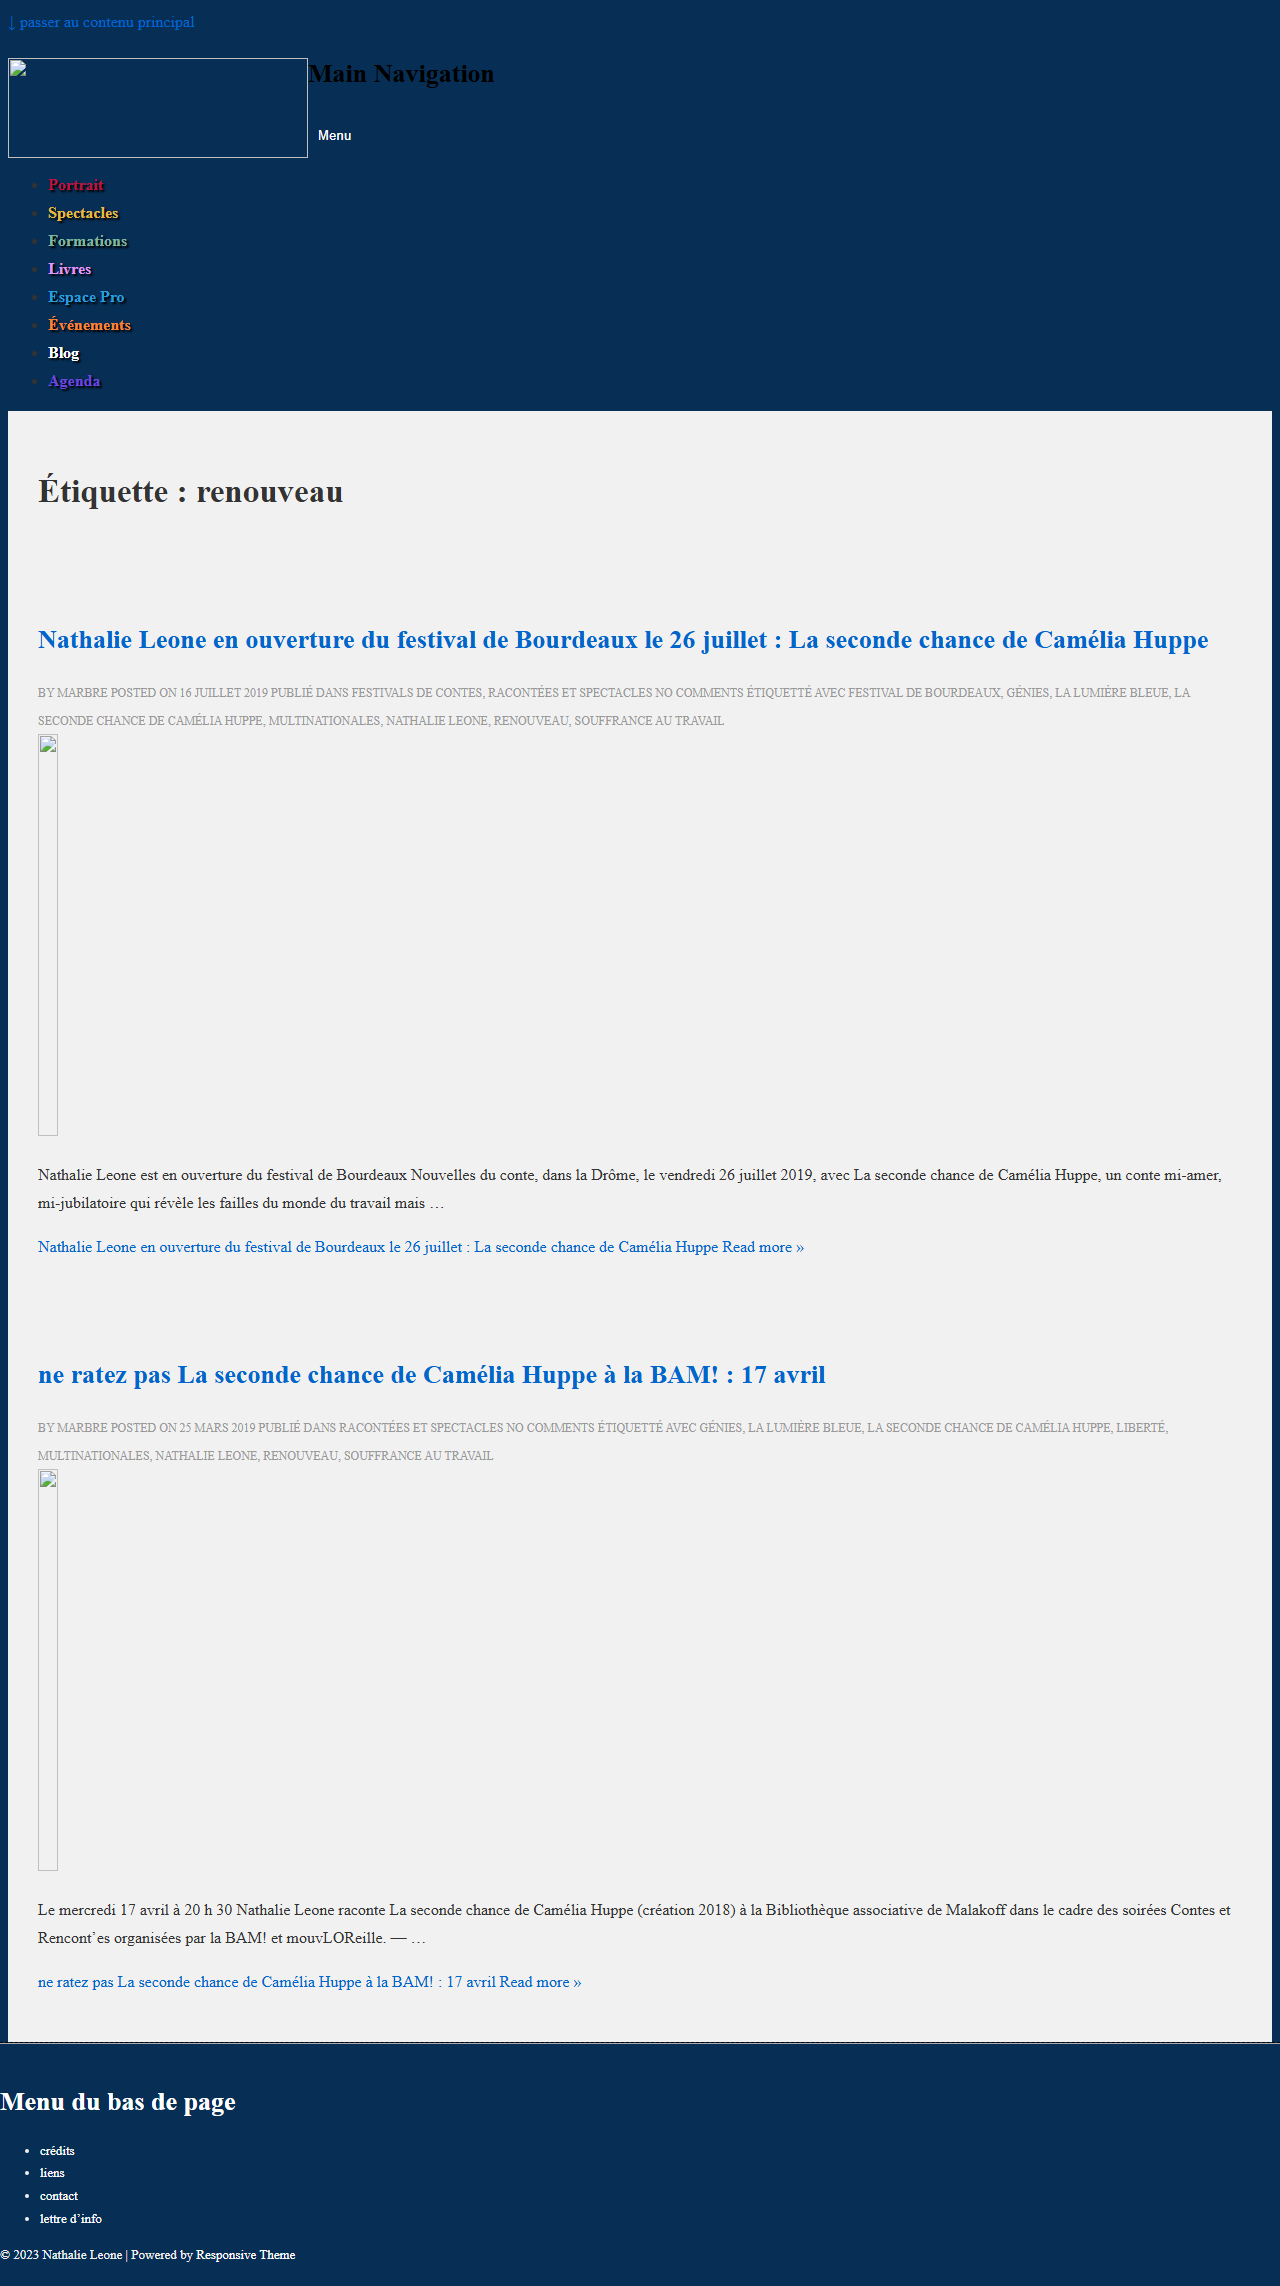 ↓ passer au contenu principal
Main Navigation
Menu
Portrait
Spectacles
Formations
Livres
Espace Pro
Événements
Blog
Agenda
Étiquette : renouveau
Nathalie Leone en ouverture du festival de Bourdeaux le 26 juillet : La seconde chance de Camélia Huppe
BY MARBRE POSTED ON 16 JUILLET 2019 PUBLIÉ DANS FESTIVALS DE CONTES, RACONTÉES ET SPECTACLES NO COMMENTS ÉTIQUETTÉ AVEC FESTIVAL DE BOURDEAUX, GÉNIES, LA LUMIÈRE BLEUE, LA
SECONDE CHANCE DE CAMÉLIA HUPPE, MULTINATIONALES, NATHALIE LEONE, RENOUVEAU, SOUFFRANCE AU TRAVAIL
Nathalie Leone est en ouverture du festival de Bourdeaux Nouvelles du conte, dans la Drôme, le vendredi 26 juillet 2019, avec La seconde chance de Camélia Huppe, un conte mi-amer,
mi-jubilatoire qui révèle les failles du monde du travail mais …
Nathalie Leone en ouverture du festival de Bourdeaux le 26 juillet : La seconde chance de Camélia Huppe Read more »
ne ratez pas La seconde chance de Camélia Huppe à la BAM! : 17 avril
BY MARBRE POSTED ON 25 MARS 2019 PUBLIÉ DANS RACONTÉES ET SPECTACLES NO COMMENTS ÉTIQUETTÉ AVEC GÉNIES, LA LUMIÈRE BLEUE, LA SECONDE CHANCE DE CAMÉLIA HUPPE, LIBERTÉ,
MULTINATIONALES, NATHALIE LEONE, RENOUVEAU, SOUFFRANCE AU TRAVAIL
Le mercredi 17 avril à 20 h 30 Nathalie Leone raconte La seconde chance de Camélia Huppe (création 2018) à la Bibliothèque associative de Malakoff dans le cadre des soirées Contes et
Rencont’es organisées par la BAM! et mouvLOReille. — …
ne ratez pas La seconde chance de Camélia Huppe à la BAM! : 17 avril Read more »
Menu du bas de page
crédits
liens
contact
lettre d’info
© 2023 Nathalie Leone | Powered by Responsive Theme